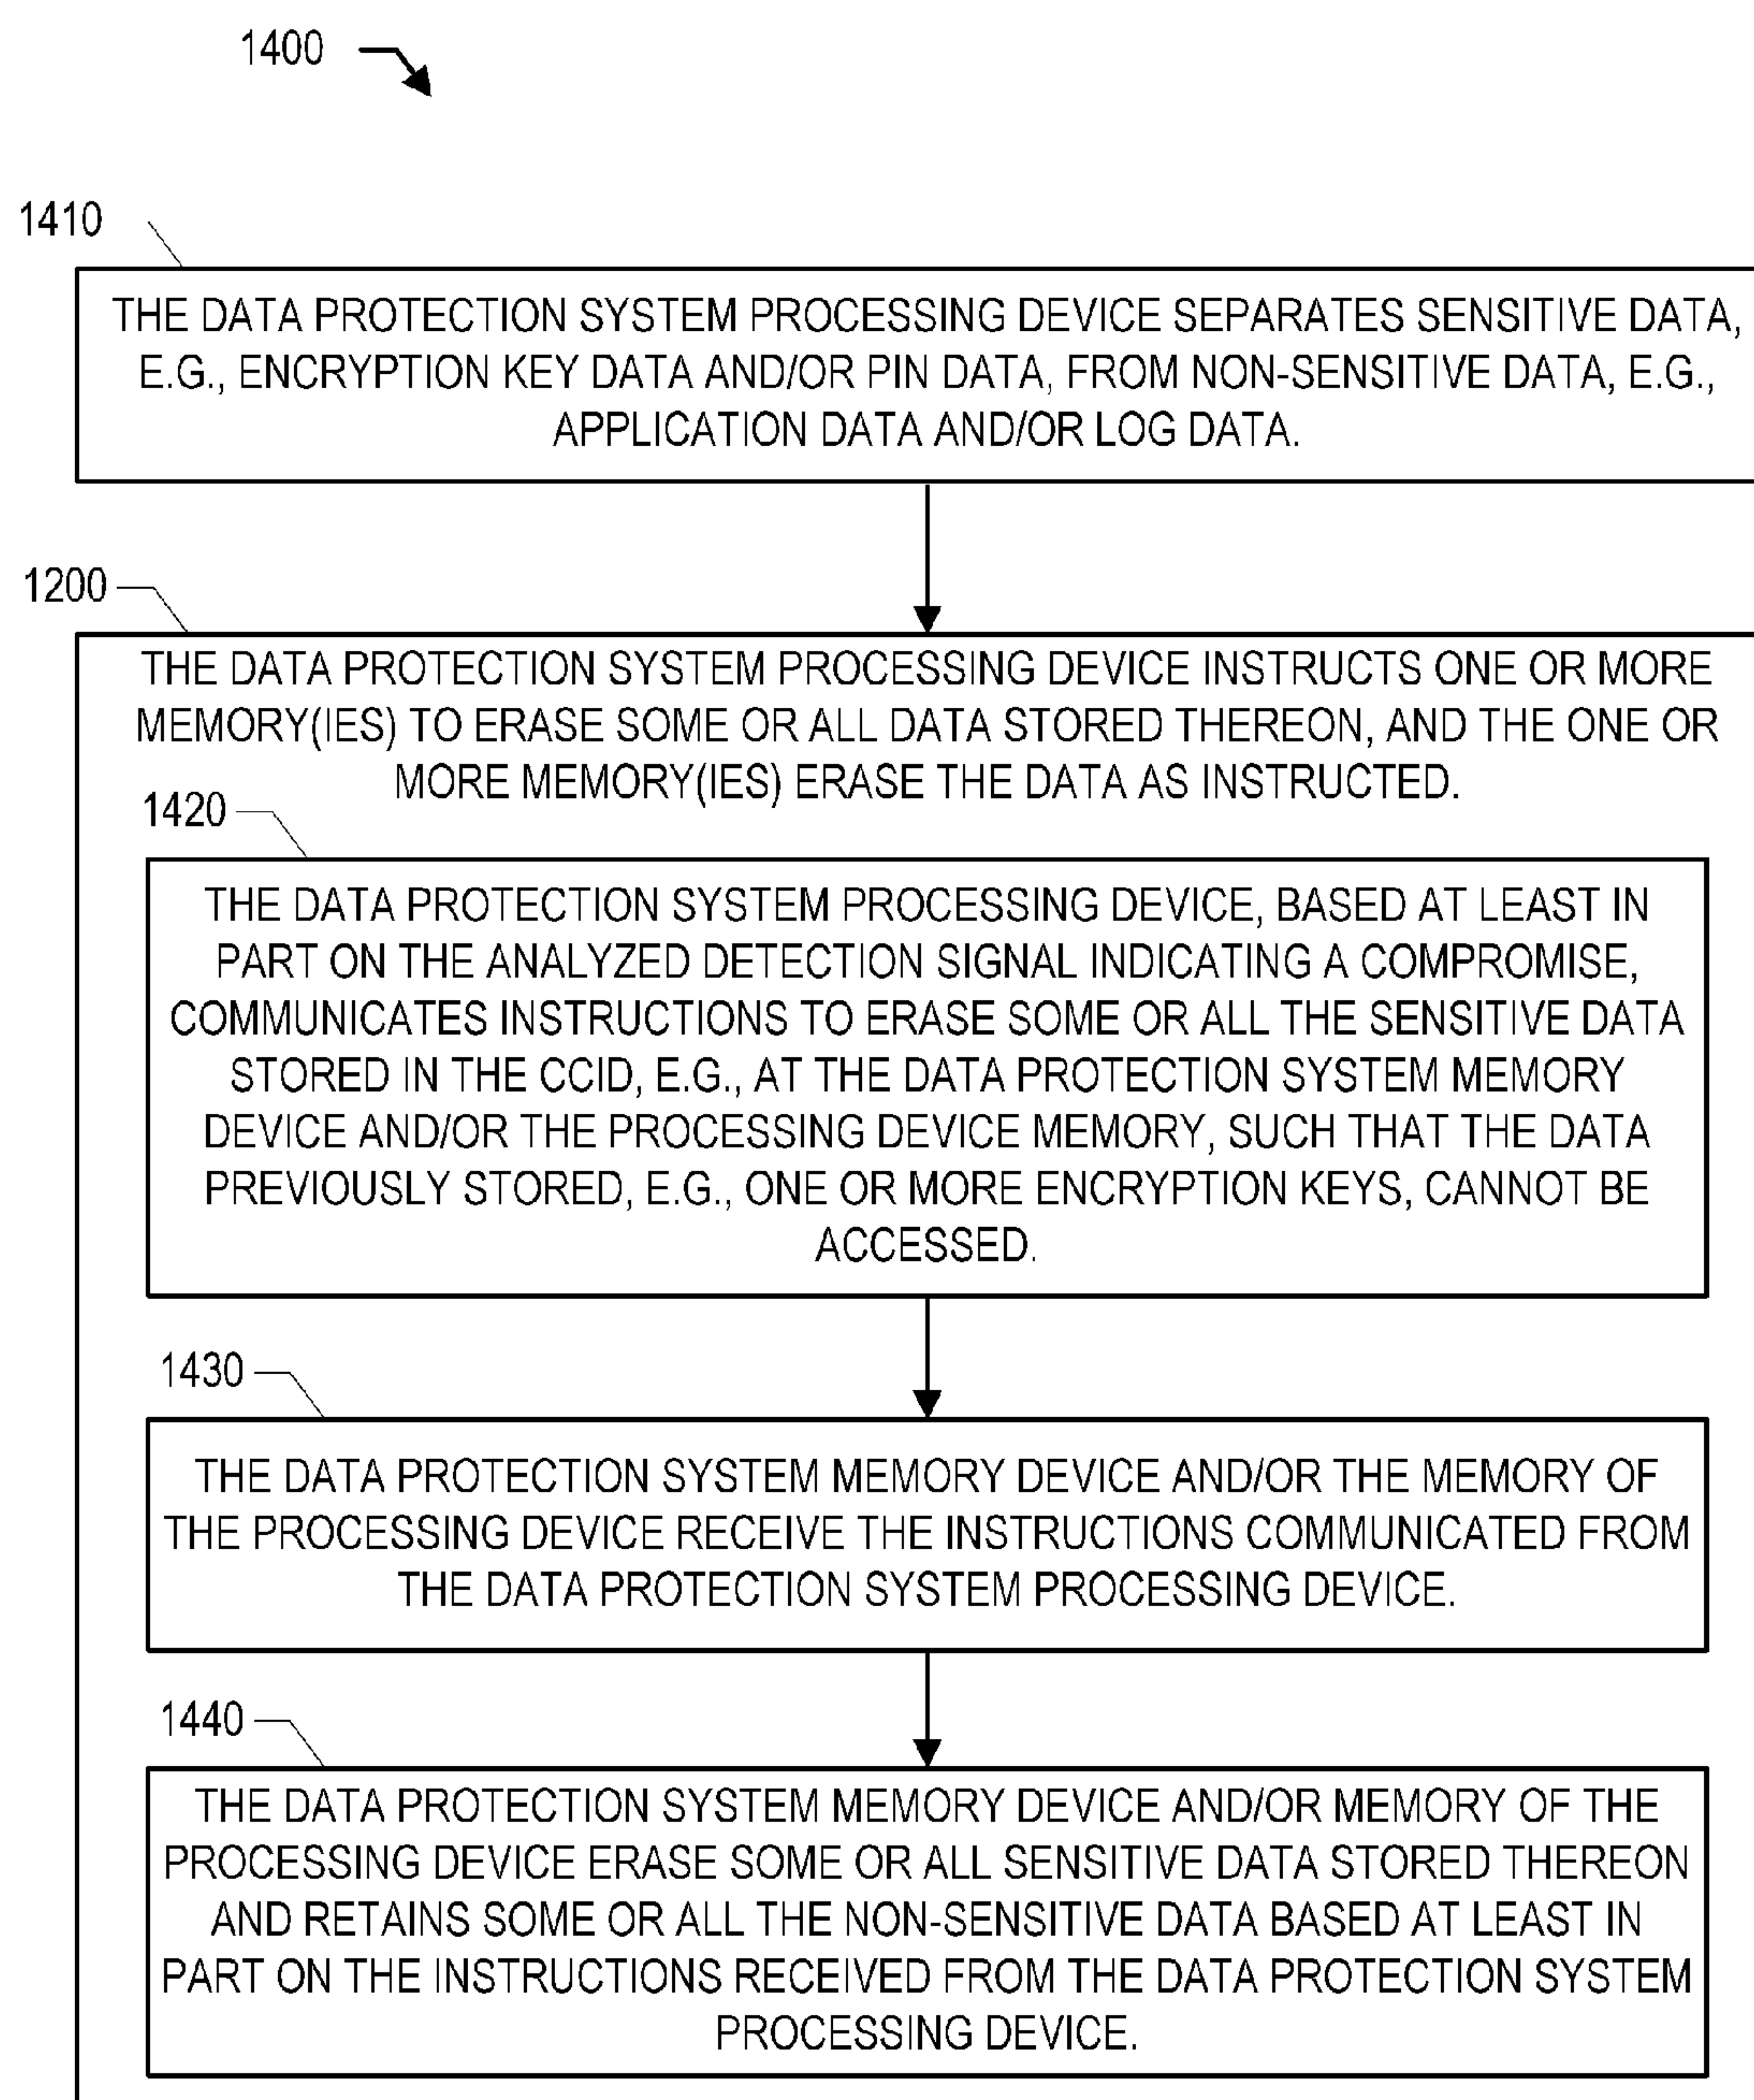 1400
1410
THE DATA PROTECTION SYSTEM PROCESSING DEVICE SEPARATES SENSITIVE DATA,
E.G., ENCRYPTION KEY DATA AND/OR PIN DATA, FROM NON-SENSITIVE DATA, E.G.,
APPLICATION DATA AND/OR LOG DATA.
1200
THE DATA PROTECTION SYSTEM PROCESSING DEVICE INSTRUCTS ONE OR MORE
MEMORY(IES) TO ERASE SOME OR ALL DATA STORED THEREON, AND THE ONE OR
MORE MEMORY(IES) ERASE THE DATA AS INSTRUCTED.
1420
THE DATA PROTECTION SYSTEM PROCESSING DEVICE, BASED AT LEAST IN
PART ON THE ANALYZED DETECTION SIGNAL INDICATING A COMPROMISE,
COMMUNICATES INSTRUCTIONS TO ERASE SOME OR ALL THE SENSITIVE DATA
STORED IN THE CCID, E.G., AT THE DATA PROTECTION SYSTEM MEMORY
DEVICE AND/OR THE PROCESSING DEVICE MEMORY, SUCH THAT THE DATA
PREVIOUSLY STORED, E.G., ONE OR MORE ENCRYPTION KEYS, CANNOT BE
ACCESSED.
1430
THE DATA PROTECTION SYSTEM MEMORY DEVICE AND/OR THE MEMORY OF
THE PROCESSING DEVICE RECEIVE THE INSTRUCTIONS COMMUNICATED FROM
THE DATA PROTECTION SYSTEM PROCESSING DEVICE.
1440
THE DATA PROTECTION SYSTEM MEMORY DEVICE AND/OR MEMORY OF THE
PROCESSING DEVICE ERASE SOME OR ALL SENSITIVE DATA STORED THEREON
AND RETAINS SOME OR ALL THE NON-SENSITIVE DATA BASED AT LEAST IN
PART ON THE INSTRUCTIONS RECEIVED FROM THE DATA PROTECTION SYSTEM
PROCESSING DEVICE.